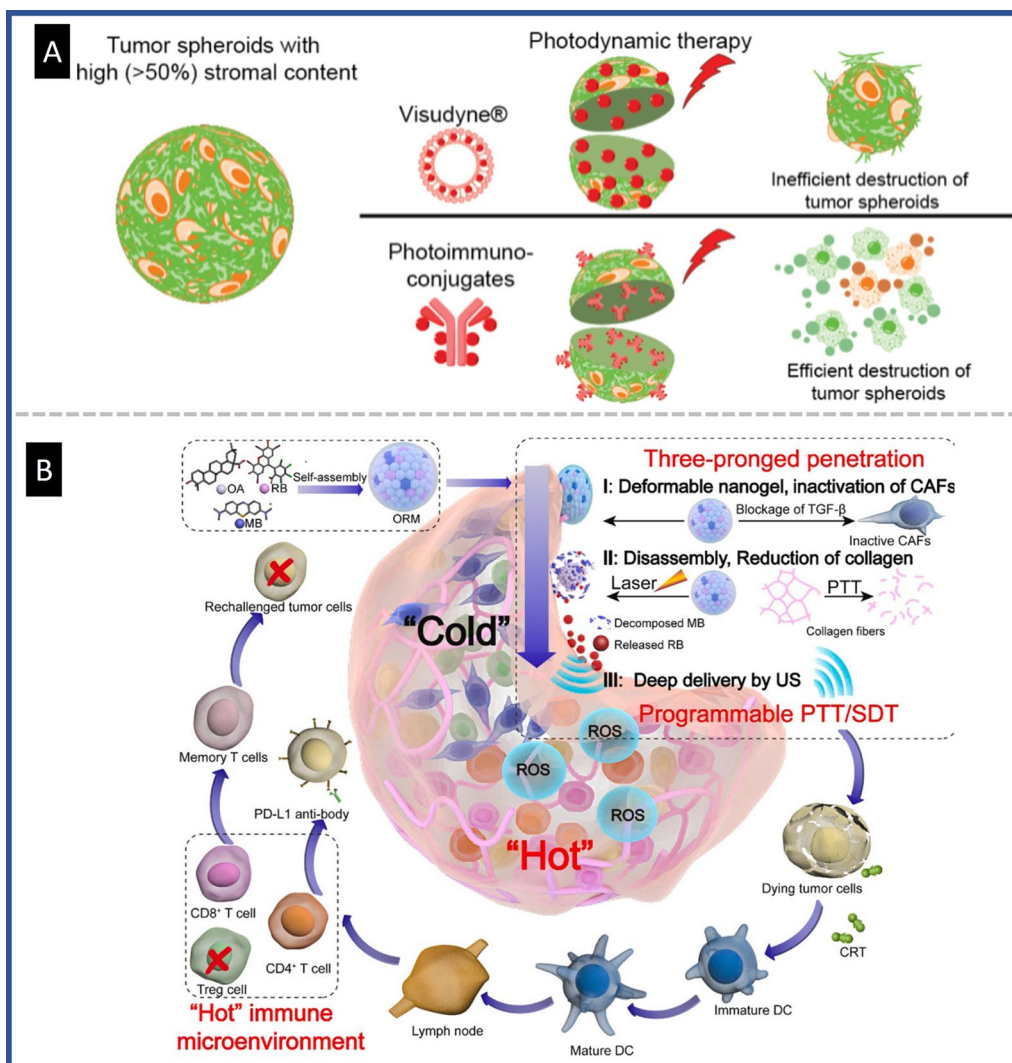 A
Tumor spheroids with
high (>50%) stromal content
Photodynamic therapy
Visudyne®
Inefficient destruction of
tumor spheroids
Photoimmuno-
conjugates
Efficient destruction of
tumor spheroids
B
OA
RB
MB
Self-assembly
ORM
Three-pronged penetration
I: Deformable nanogel, inactivation of CAFs
Blockage of TGF-β
Inactive CAFs
II: Disassembly, Reduction of collagen
Laser
PTT
Decomposed MB
Released RB
Collagen fibers
III: Deep delivery by US
Programmable PTT/SDT
"Cold"
ROS
ROS
ROS
"Hot"
Rechallenged tumor cells
Memory T cells
PD-L1 anti-body
CD8+ T cell
CD4+ T cell
Treg cell
"Hot" immune
microenvironment
Lymph node
Mature DC
Immature DC
CRT
Dying tumor cells